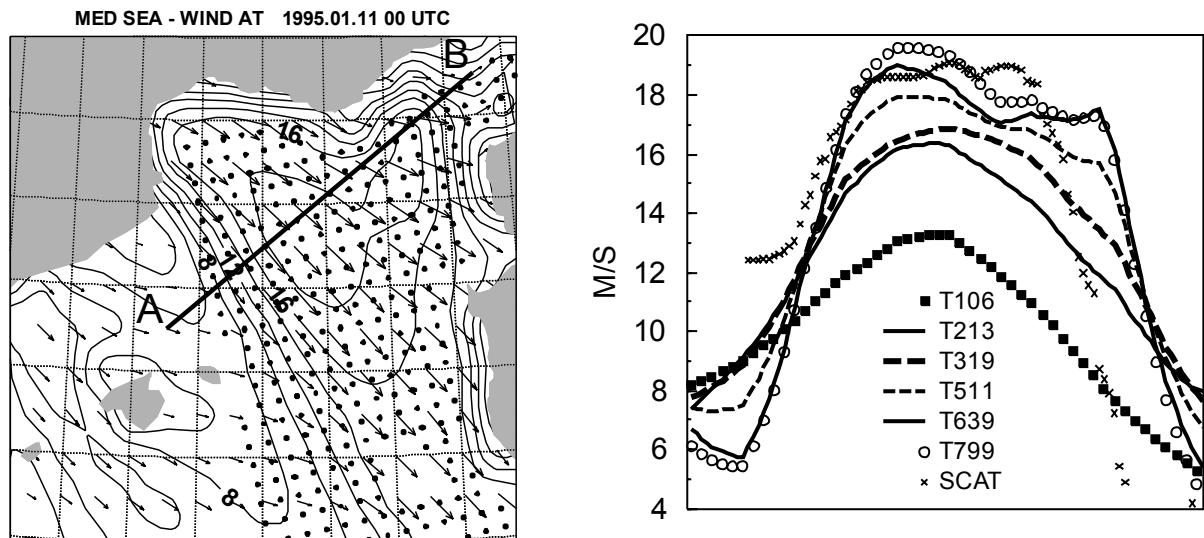 MED SEA - WIND AT 1995.01.11 00 UTC
B
16
8
12
16
A
8
M/S
20
18
16
14
12
10
8
6
4
T106
T213
T319
T511
T639
T799
SCAT